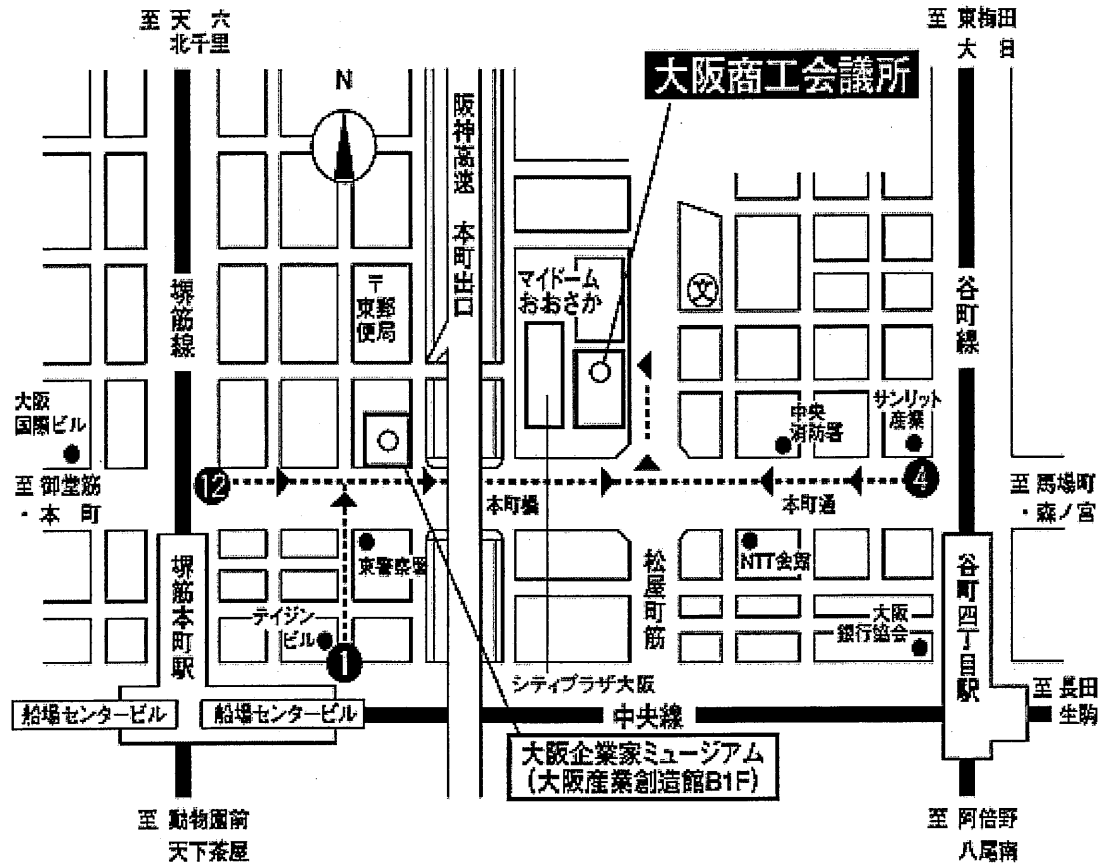 至 天 六
北千里
至 東梅田
大 日
N
大阪商工会議所
阪神高速 本町出口
堺筋線
〒
東郵
便局
マイドーム
おおさか
文
谷町線
大阪
国際ビル
中央
消防署
サンリット
産業
至 御堂筋
・本 町
12
4
至 馬場町
・森ノ宮
本町橋
本町通
東警察署
NTT会館
松屋町筋
堺筋本町駅
谷町四丁目駅
テイジン
ビル
1
大阪
銀行協会
シティプラザ大阪
至 長田
生駒
船場センタービル
船場センタービル
中央線
大阪企業家ミュージアム
(大阪産業創造館B1F)
至 動物園前
天下茶屋
至 阿倍野
八尾南